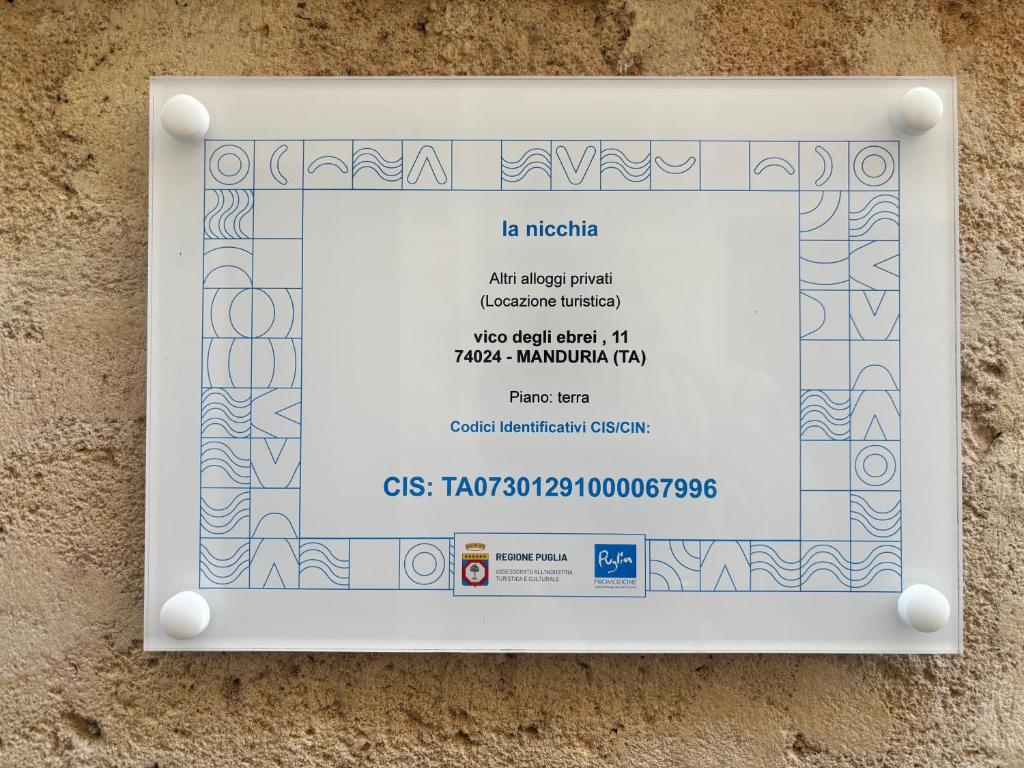 la nicchia
Altri alloggi privati
(Locazione turistica)
vico degli ebrei , 11
74024 - MANDURIA (TA)
Piano: terra
Codici Identificativi CIS/CIN:
CIS: TA07301291000067996
REGIONE PUGLIA
ASSESSORATO ALL'INDUSTRIA
TURISTICA E CULTURALE
Puglia
PROMOZIONE